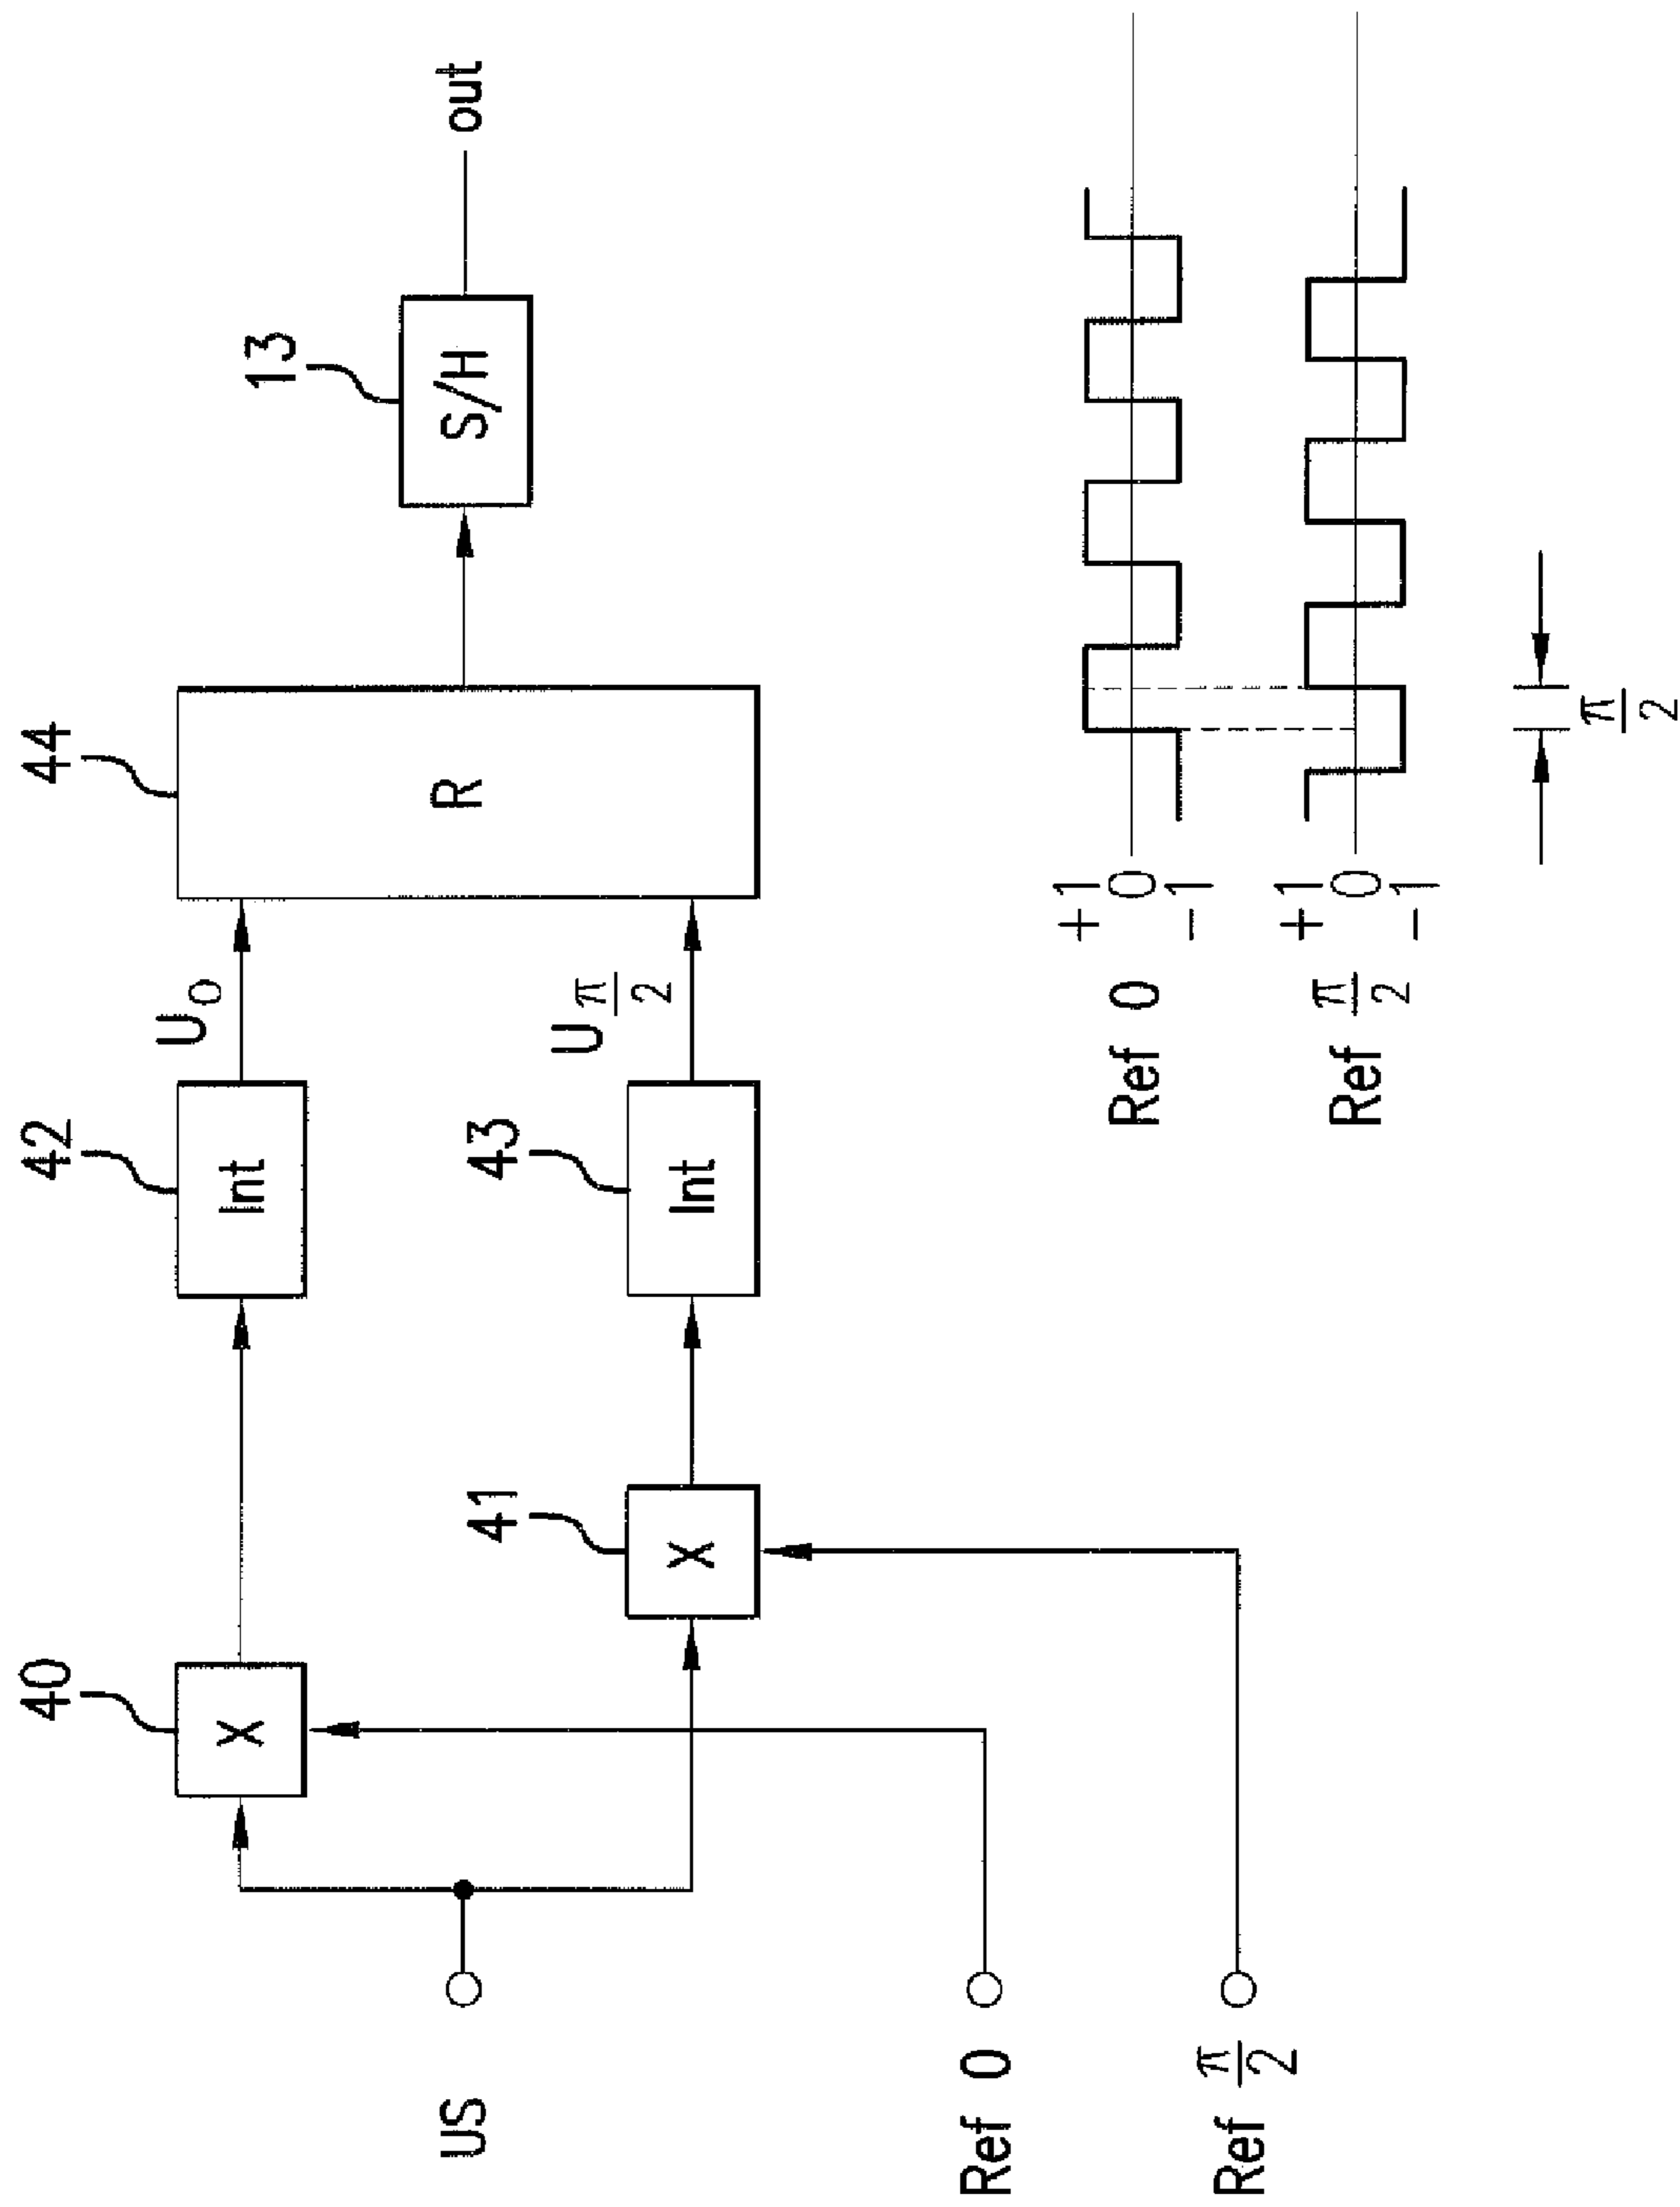 40
X
42
Int
U₀
44
R
13
S/H
out
41
X
43
Int
U π/2
US
Ref 0
Ref π/2
Ref 0
+1
0
-1
Ref π/2
+1
0
-1
π/2